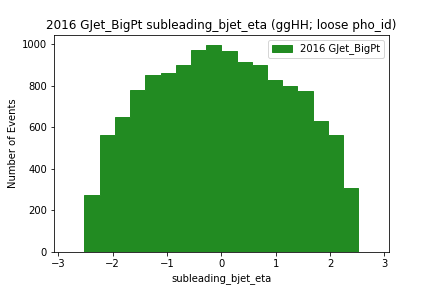 2016 GJet_BigPt subleading_bjet_eta (ggHH; loose pho_id)
2016 GJet_BigPt
1000
800
600
400
200
0
Number of Events
−3 −2 −1 0 1 2 3
subleading_bjet_eta